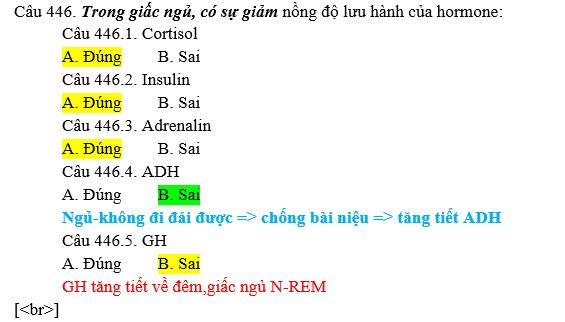 Câu 446. Trong giấc ngủ, có sự giảm nồng độ lưu hành của hormone:
Câu 446.1. Cortisol
A. Đúng B. Sai
Câu 446.2. Insulin
A. Đúng B. Sai
Câu 446.3. Adrenalin
A. Đúng B. Sai
Câu 446.4. ADH
A. Đúng B. Sai
Ngủ-không đi đái được => chống bài niệu => tăng tiết ADH
Câu 446.5. GH
A. Đúng B. Sai
GH tăng tiết về đêm,giấc ngủ N-REM
[<br>]